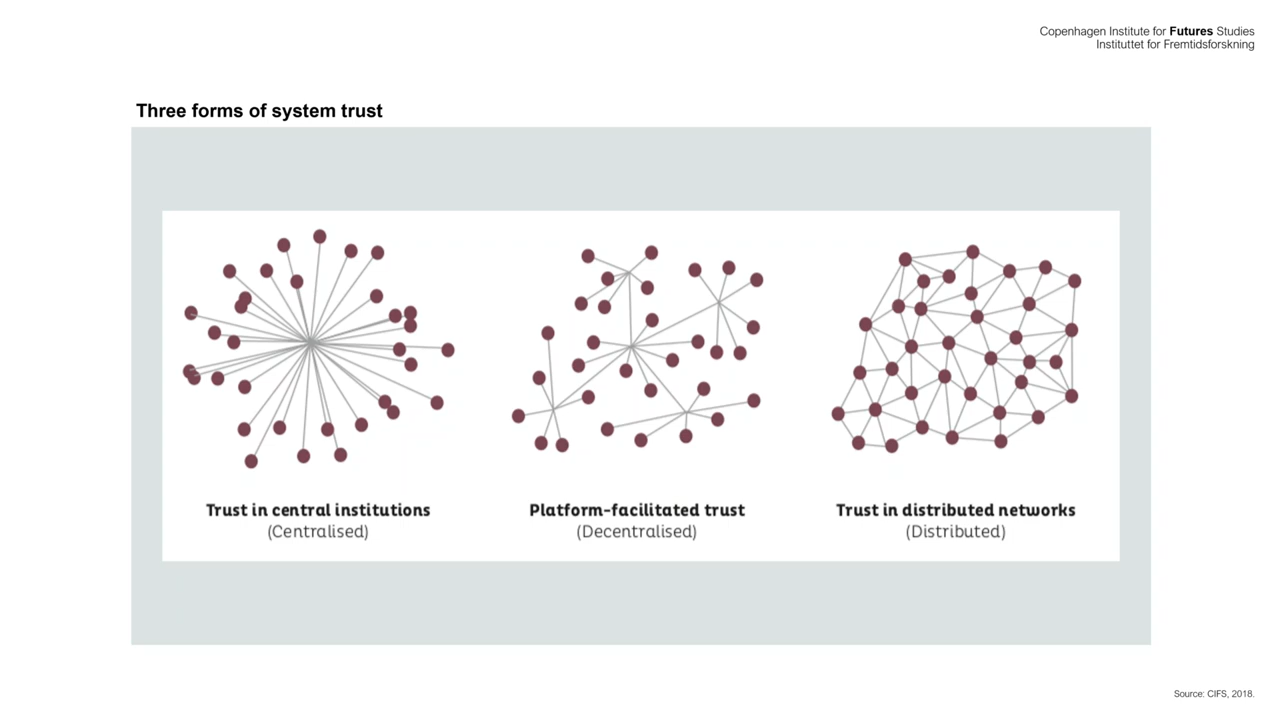 Copenhagen Institute for Futures Studies
Instituttet for Fremtidsforskning
Three forms of system trust
Trust in central institutions
(Centralised)
Platform-facilitated trust
(Decentralised)
Trust in distributed networks
(Distributed)
Source: CIFS, 2018.